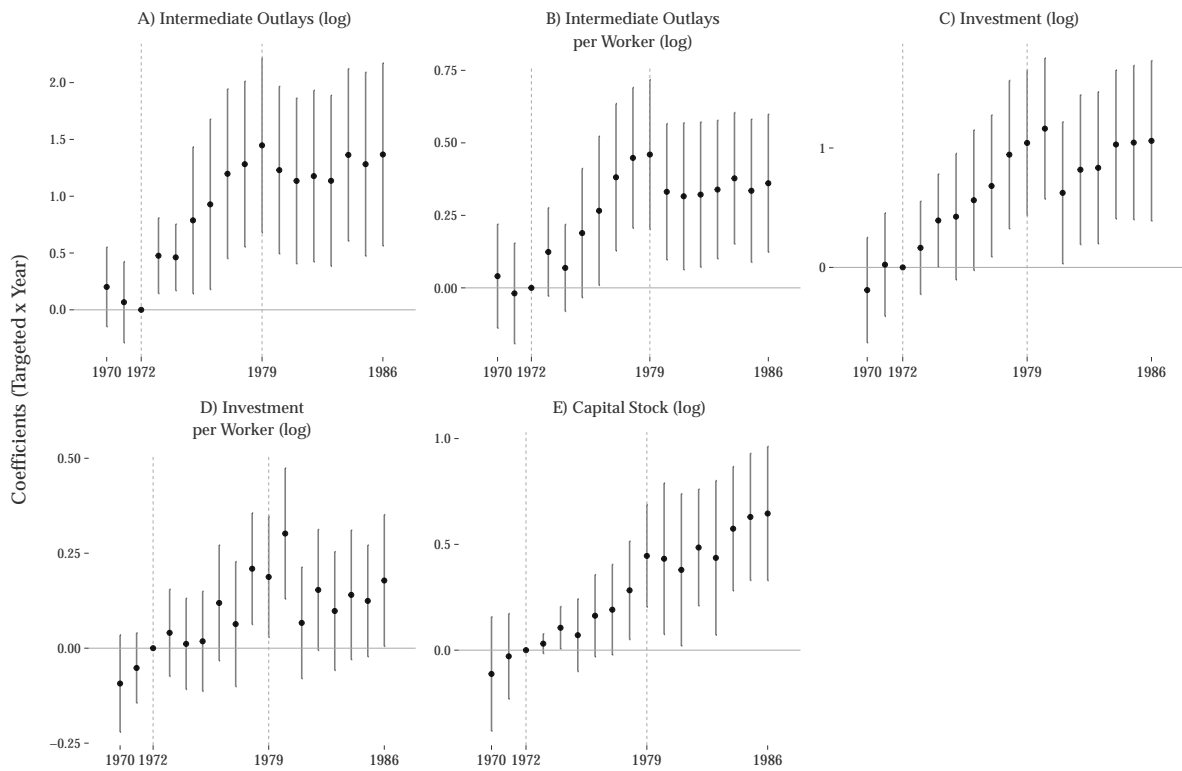 A) Intermediate Outlays (log)
2.0
1.5
1.0
0.5
0.0
1970 1972 1979 1986
B) Intermediate Outlays
per Worker (log)
0.75
0.50
0.25
0.00
1970 1972 1979 1986
C) Investment (log)
1
0
1970 1972 1979 1986
Coefficients (Targeted x Year)
D) Investment
per Worker (log)
0.50
0.25
0.00
−0.25
1970 1972 1979 1986
E) Capital Stock (log)
1.0
0.5
0.0
1970 1972 1979 1986